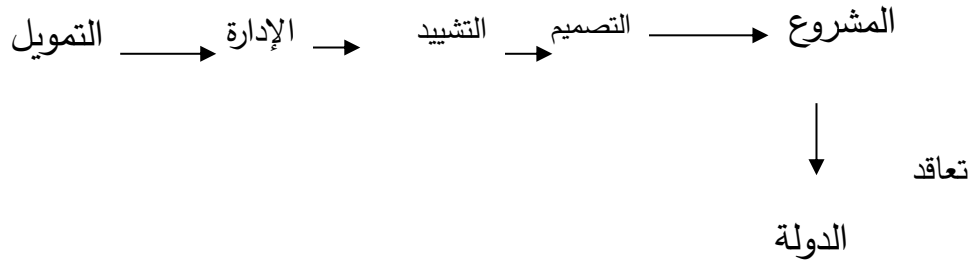 المشروع التصميم التشييد الإدارة التمويل
تعاقد
الدولة